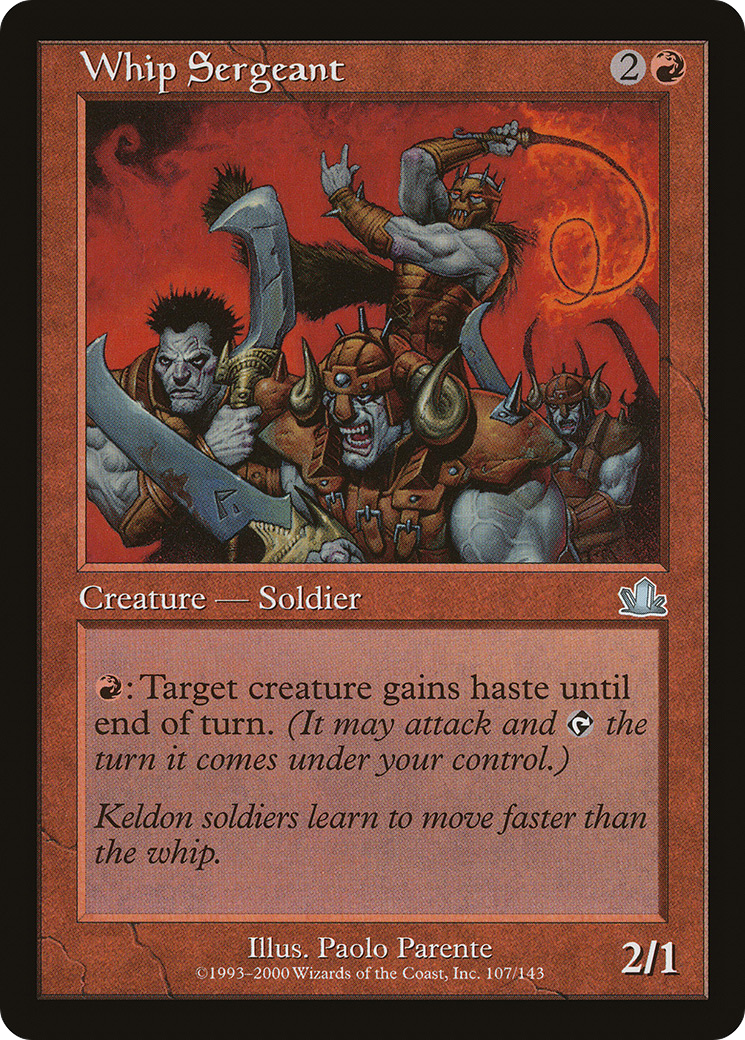 Whip Sergeant
2
Creature — Soldier
: Target creature gains haste until
end of turn. (It may attack and the
turn it comes under your control.)
Keldon soldiers learn to move faster than
the whip.
Illus. Paolo Parente
©1993–2000 Wizards of the Coast, Inc. 107/143
2/1